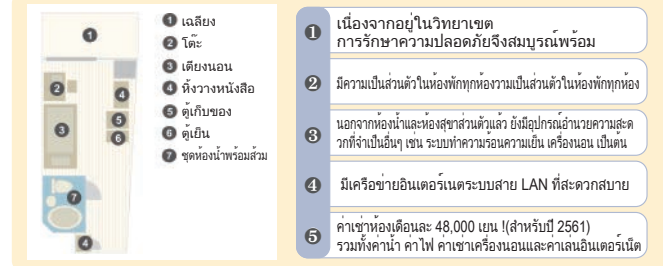 ❶ เฉลียง
❷ โต๊ะ
❸ เตียงนอน
❹ หิ้งวางหนังสือ
❺ ตู้เก็บของ
❻ ตู้เย็น
❼ ชุดห้องน้ำพร้อมส้วม
❶
❷
❹
❸
❺
❻
❼
❹
❶ เนื่องจากอยู่ในวิทยาเขต
การรักษาความปลอดภัยจึงสมบูรณ์พร้อม
❷ มีความเป็นส่วนตัวในห้องพักทุกห้องวามเป็นส่วนตัวในห้องพักทุกห้อง
❸ นอกจากห้องน้ำและห้องสุขาส่วนตัวแล้ว ยังมีอุปกรณ์อำนวยความสะด
วกที่จำเป็นอื่นๆ เช่น ระบบทำความร้อนความเย็น เครื่องนอน เป็นต้น
❹ มีเครือข่ายอินเตอร์เนตระบบสาย LAN ที่สะดวกสบาย
❺ ค่าเช่าห้องเดือนละ 48,000 เยน !(สำหรับปี 2561)
รวมทั้งค่าน้ำ ค่าไฟ ค่าเช่าเครื่องนอนและค่าเล่นอินเตอร์เน็ต